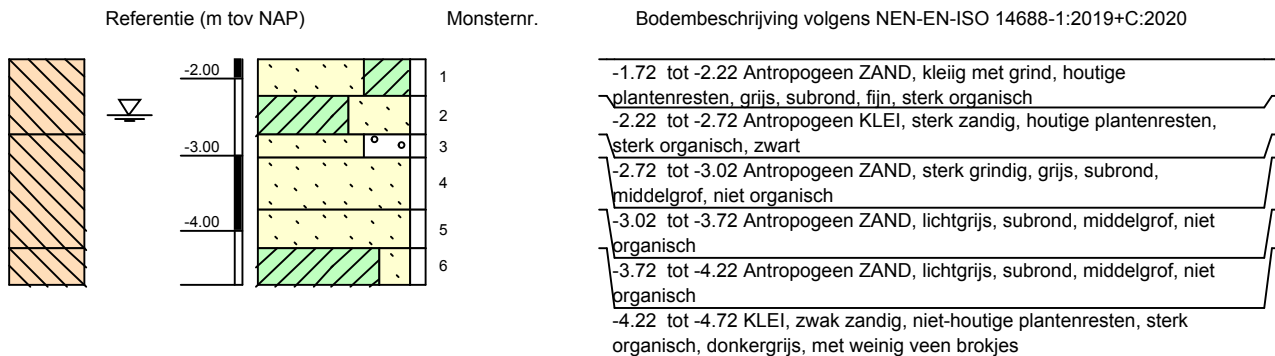 Referentie (m tov NAP) Monsternr. Bodembeschrijving volgens NEN-EN-ISO 14688-1:2019+C:2020
-2.00
-3.00
-4.00
1
2
3
4
5
6
-1.72 tot -2.22 Antropogeen ZAND, kleiig met grind, houtige
plantenresten, grijs, subrond, fijn, sterk organisch
-2.22 tot -2.72 Antropogeen KLEI, sterk zandig, houtige plantenresten,
sterk organisch, zwart
-2.72 tot -3.02 Antropogeen ZAND, sterk grindig, grijs, subrond,
middelgrof, niet organisch
-3.02 tot -3.72 Antropogeen ZAND, lichtgrijs, subrond, middelgrof, niet
organisch
-3.72 tot -4.22 Antropogeen ZAND, lichtgrijs, subrond, middelgrof, niet
organisch
-4.22 tot -4.72 KLEI, zwak zandig, niet-houtige plantenresten, sterk
organisch, donkergrijs, met weinig veen brokjes